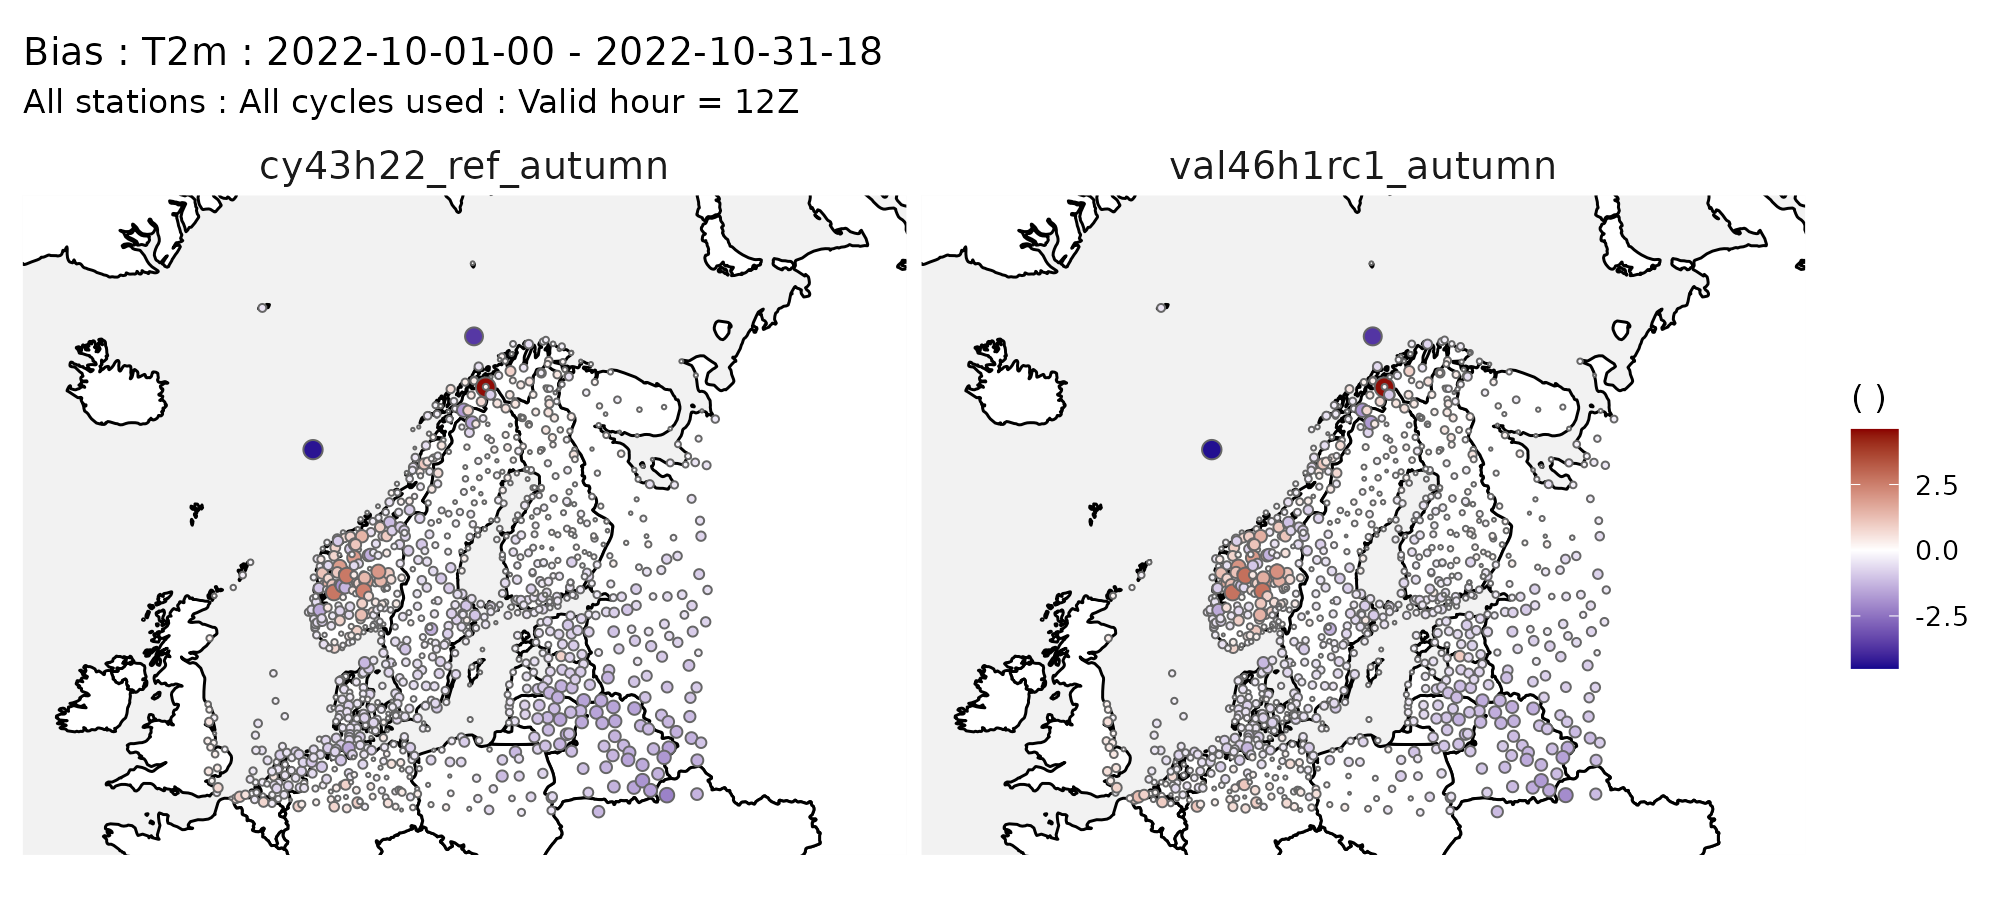 Bias : T2m : 2022-10-01-00 - 2022-10-31-18
All stations : All cycles used : Valid hour = 12Z
cy43h22_ref_autumn
val46h1rc1_autumn
( )
2.5
0.0
-2.5